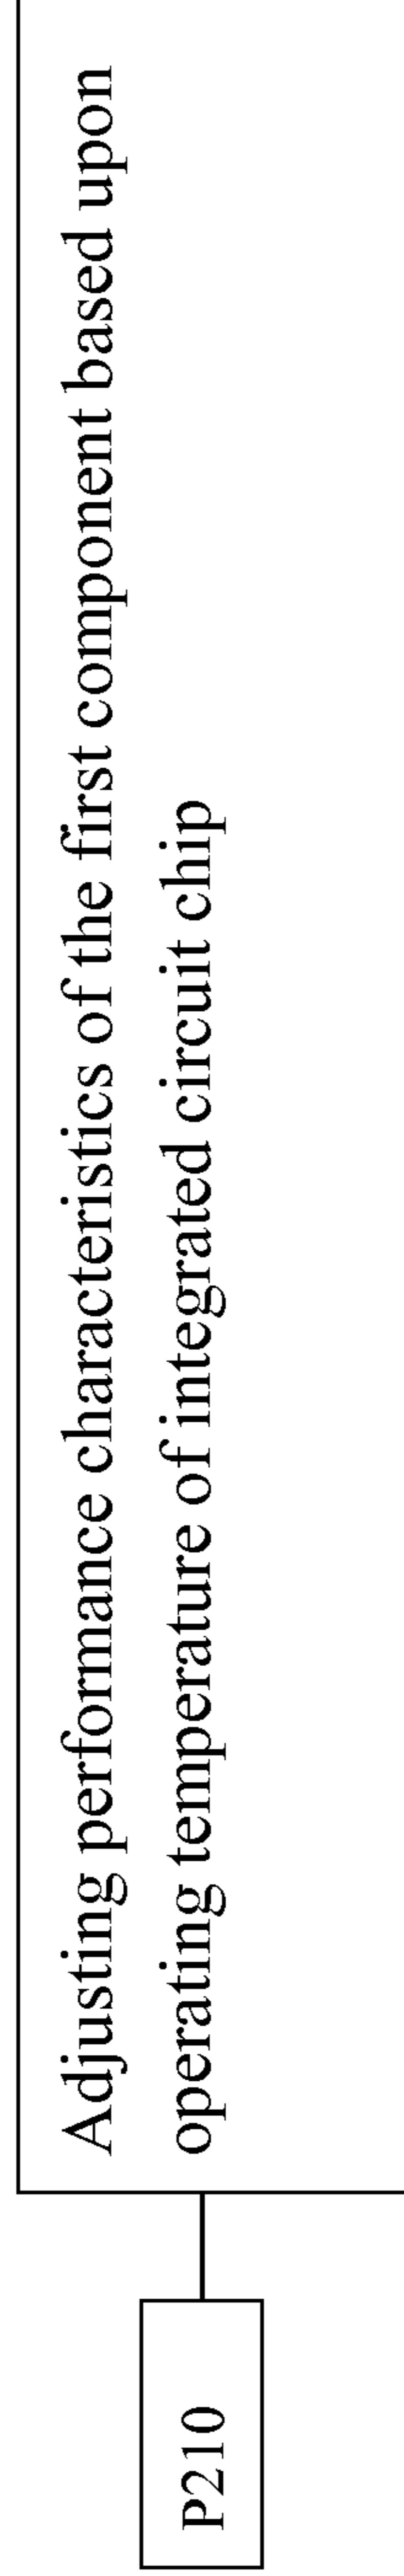 Adjusting performance characteristics of the first component based upon
operating temperature of integrated circuit chip
P210